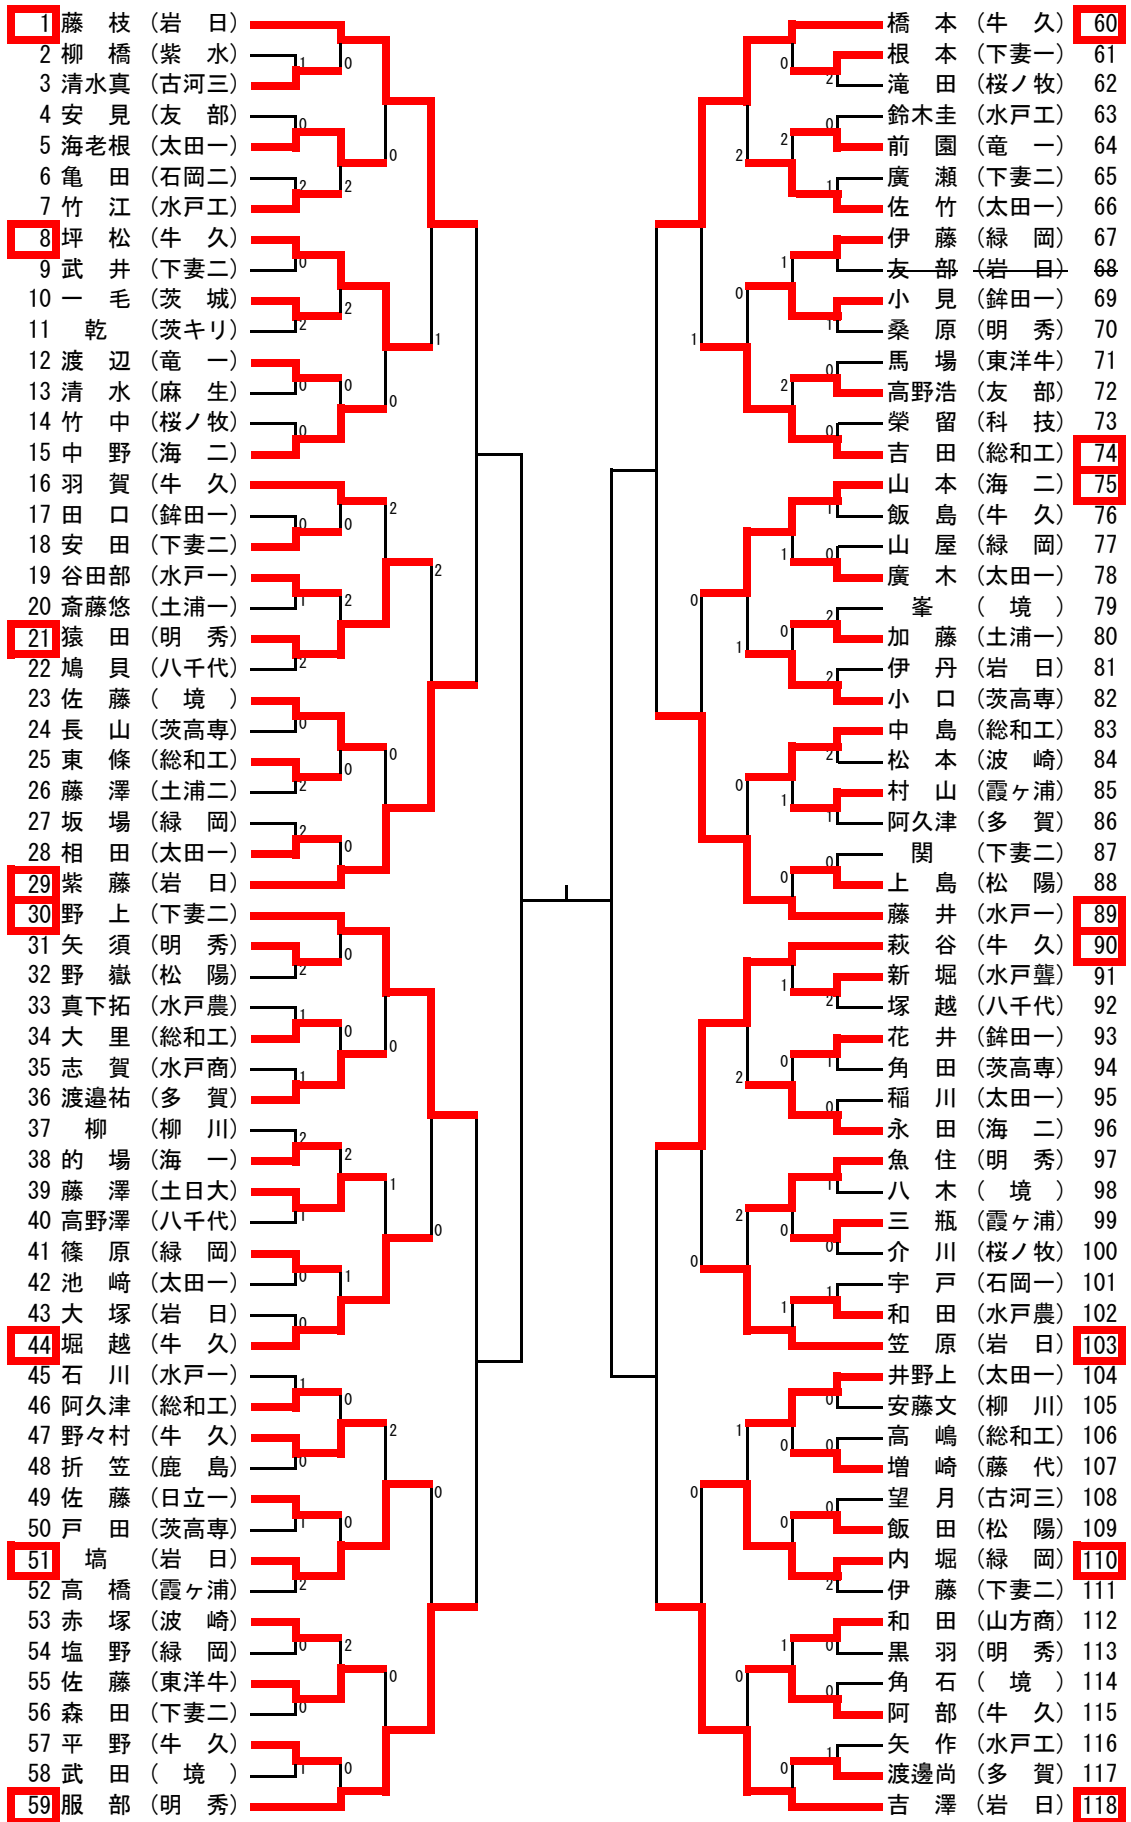 1 藤 枝 (岩 日)
2 柳 橋 (紫 水)
3 清水真 (古河三)
4 安 見 (友 部)
5 海老根 (太田一)
6 亀 田 (石岡二)
7 竹 江 (水戸工)
8 坪 松 (牛 久)
9 武 井 (下妻二)
10 一 毛 (茨 城)
11 乾 (茨キリ)
12 渡 辺 (竜 一)
13 清 水 (麻 生)
14 竹 中 (桜ノ牧)
15 中 野 (海 二)
16 羽 賀 (牛 久)
17 田 口 (鉾田一)
18 安 田 (下妻二)
19 谷田部 (水戸一)
20 斎藤悠 (土浦一)
21 猿 田 (明 秀)
22 鳩 貝 (八千代)
23 佐 藤 ( 境 )
24 長 山 (茨高専)
25 東 條 (総和工)
26 藤 澤 (土浦二)
27 坂 場 (緑 岡)
28 相 田 (太田一)
29 紫 藤 (岩 日)
30 野 上 (下妻二)
31 矢 須 (明 秀)
32 野 嶽 (松 陽)
33 真下拓 (水戸農)
34 大 里 (総和工)
35 志 賀 (水戸商)
36 渡邉祐 (多 賀)
37 柳 (柳 川)
38 的 場 (海 一)
39 藤 澤 (土日大)
40 高野澤 (八千代)
41 篠 原 (緑 岡)
42 池 﨑 (太田一)
43 大 塚 (岩 日)
44 堀 越 (牛 久)
45 石 川 (水戸一)
46 阿久津 (総和工)
47 野々村 (牛 久)
48 折 笠 (鹿 島)
49 佐 藤 (日立一)
50 戸 田 (茨高専)
51 塙 (岩 日)
52 高 橋 (霞ヶ浦)
53 赤 塚 (波 崎)
54 塩 野 (緑 岡)
55 佐 藤 (東洋牛)
56 森 田 (下妻二)
57 平 野 (牛 久)
58 武 田 ( 境 )
59 服 部 (明 秀)
橋 本 (牛 久) 60
根 本 (下妻一) 61
滝 田 (桜ノ牧) 62
鈴木圭 (水戸工) 63
前 園 (竜 一) 64
廣 瀬 (下妻二) 65
佐 竹 (太田一) 66
伊 藤 (緑 岡) 67
友 部 (岩 日) 68
小 見 (鉾田一) 69
桑 原 (明 秀) 70
馬 場 (東洋牛) 71
高野浩 (友 部) 72
榮 留 (科 技) 73
吉 田 (総和工) 74
山 本 (海 二) 75
飯 島 (牛 久) 76
山 屋 (緑 岡) 77
廣 木 (太田一) 78
峯 ( 境 ) 79
加 藤 (土浦一) 80
伊 丹 (岩 日) 81
小 口 (茨高専) 82
中 島 (総和工) 83
松 本 (波 崎) 84
村 山 (霞ヶ浦) 85
阿久津 (多 賀) 86
関 (下妻二) 87
上 島 (松 陽) 88
藤 井 (水戸一) 89
萩 谷 (牛 久) 90
新 堀 (水戸聾) 91
塚 越 (八千代) 92
花 井 (鉾田一) 93
角 田 (茨高専) 94
稲 川 (太田一) 95
永 田 (海 二) 96
魚 住 (明 秀) 97
八 木 ( 境 ) 98
三 瓶 (霞ヶ浦) 99
介 川 (桜ノ牧) 100
宇 戸 (石岡一) 101
和 田 (水戸農) 102
笠 原 (岩 日) 103
井野上 (太田一) 104
安藤文 (柳 川) 105
高 嶋 (総和工) 106
増 崎 (藤 代) 107
望 月 (古河三) 108
飯 田 (松 陽) 109
内 堀 (緑 岡) 110
伊 藤 (下妻二) 111
和 田 (山方商) 112
黒 羽 (明 秀) 113
角 石 ( 境 ) 114
阿 部 (牛 久) 115
矢 作 (水戸工) 116
渡邊尚 (多 賀) 117
吉 澤 (岩 日) 118